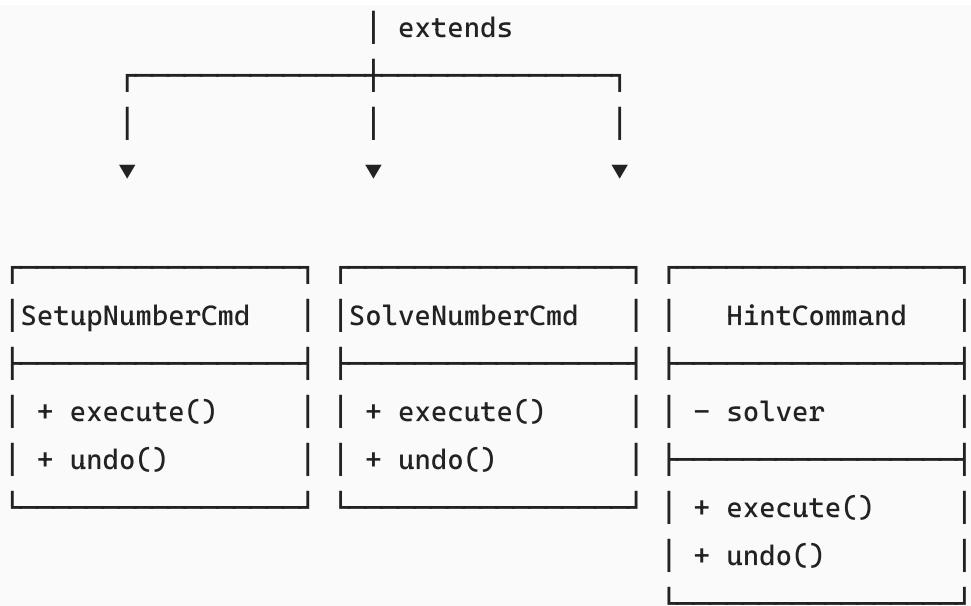 extends
SetupNumberCmd SolveNumberCmd HintCommand
+ execute() + execute() - solver
+ undo() + undo()
+ execute()
+ undo()